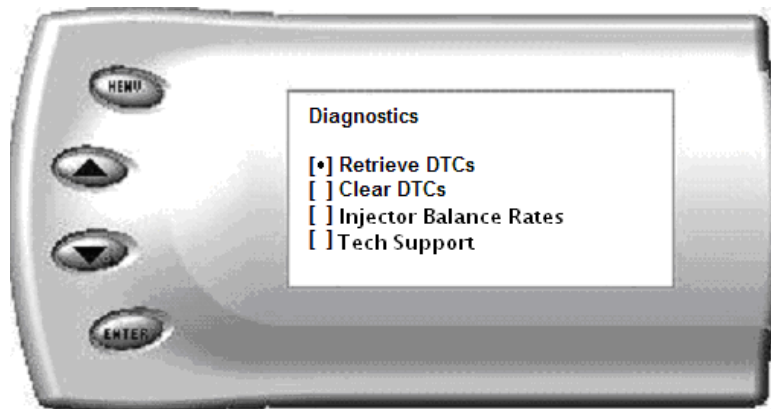 MENU
Diagnostics
[•] Retrieve DTCs
[ ] Clear DTCs
[ ] Injector Balance Rates
[ ] Tech Support
ENTER